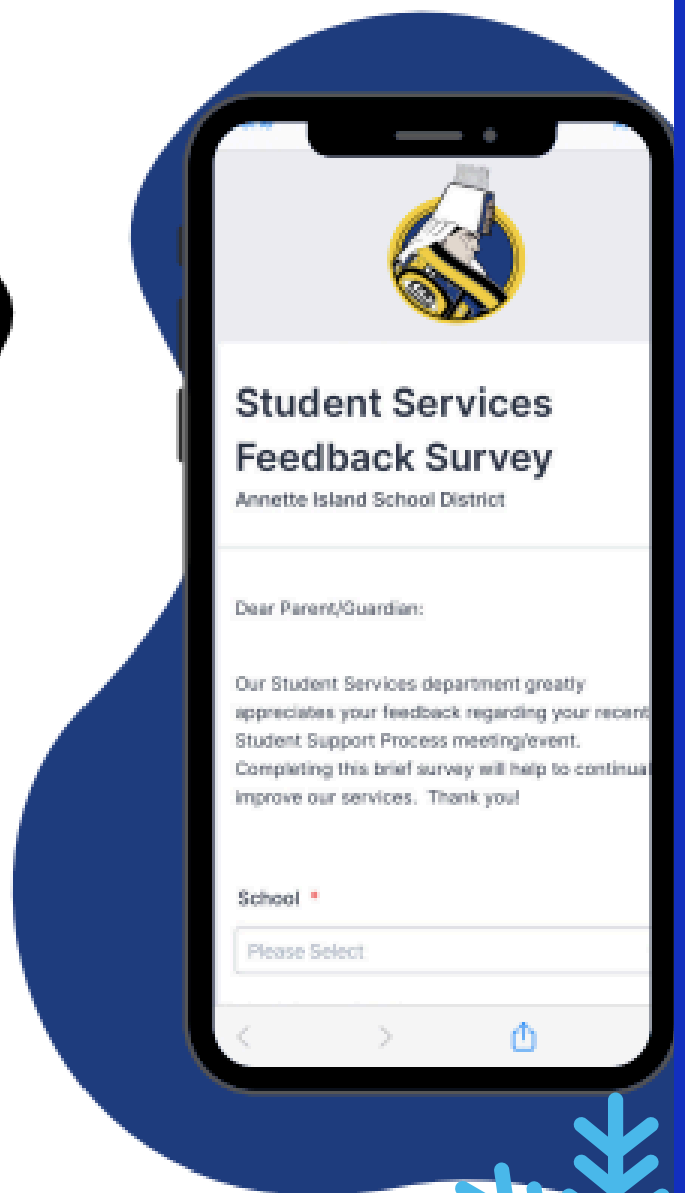 Student Services
Feedback Survey
Annette Island School District
Dear Parent/Guardian:
Our Student Services department greatly
appreciates your feedback regarding your recent
Student Support Process meeting/event.
Completing this brief survey will help to continual
improve our services. Thank you!
School *
Please Select